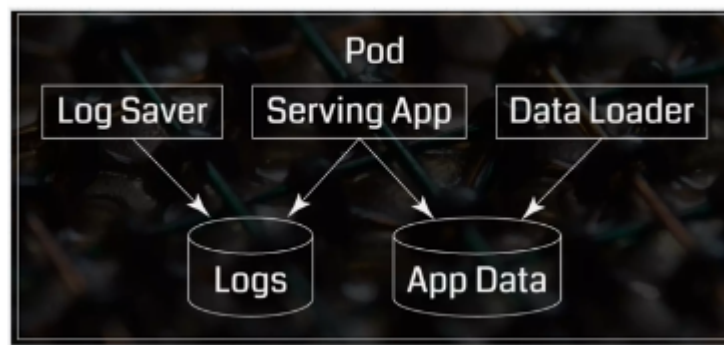 Pod
Log Saver
Serving App
Data Loader
Logs
App Data